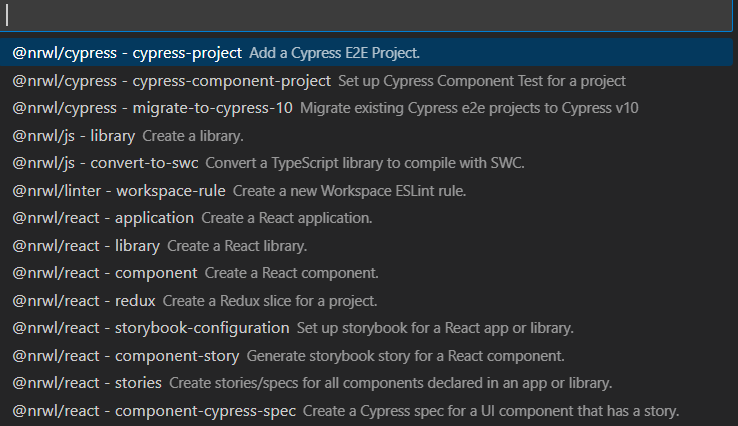 @nrwl/cypress - cypress-project Add a Cypress E2E Project.
@nrwl/cypress - cypress-component-project Set up Cypress Component Test for a project
@nrwl/cypress - migrate-to-cypress-10 Migrate existing Cypress e2e projects to Cypress v10
@nrwl/js - library Create a library.
@nrwl/js - convert-to-swc Convert a TypeScript library to compile with SWC.
@nrwl/linter - workspace-rule Create a new Workspace ESLint rule.
@nrwl/react - application Create a React application.
@nrwl/react - library Create a React library.
@nrwl/react - component Create a React component.
@nrwl/react - redux Create a Redux slice for a project.
@nrwl/react - storybook-configuration Set up storybook for a React app or library.
@nrwl/react - component-story Generate storybook story for a React component.
@nrwl/react - stories Create stories/specs for all components declared in an app or library.
@nrwl/react - component-cypress-spec Create a Cypress spec for a UI component that has a story.